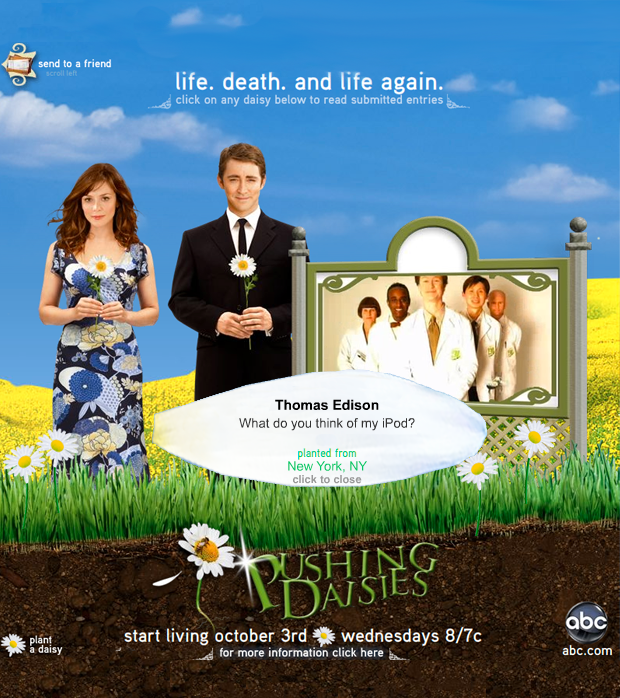 send to a friend
scroll left
life. death. and life again.
click on any daisy below to read submitted entries
Thomas Edison
What do you think of my iPod?
planted from
New York, NY
click to close
PUSHING
DAISIES
start living october 3rd wednesdays 8/7c
for more information click here
plant
a daisy
abc
abc.com